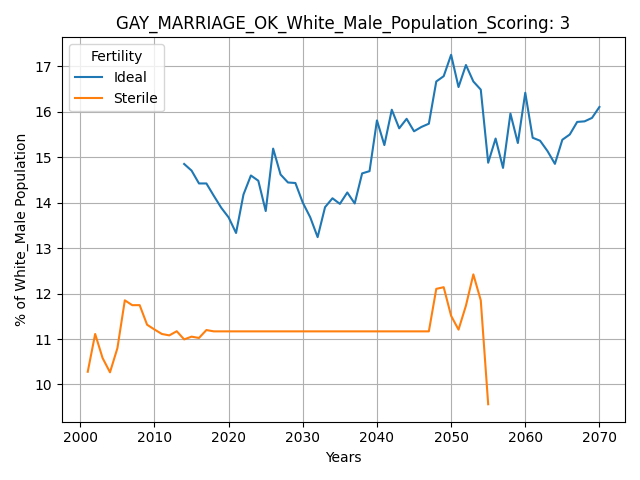 GAY_MARRIAGE_OK_White_Male_Population_Scoring: 3
Fertility
Ideal
Sterile
% of White_Male Population
17
16
15
14
13
12
11
10
2000 2010 2020 2030 2040 2050 2060 2070
Years